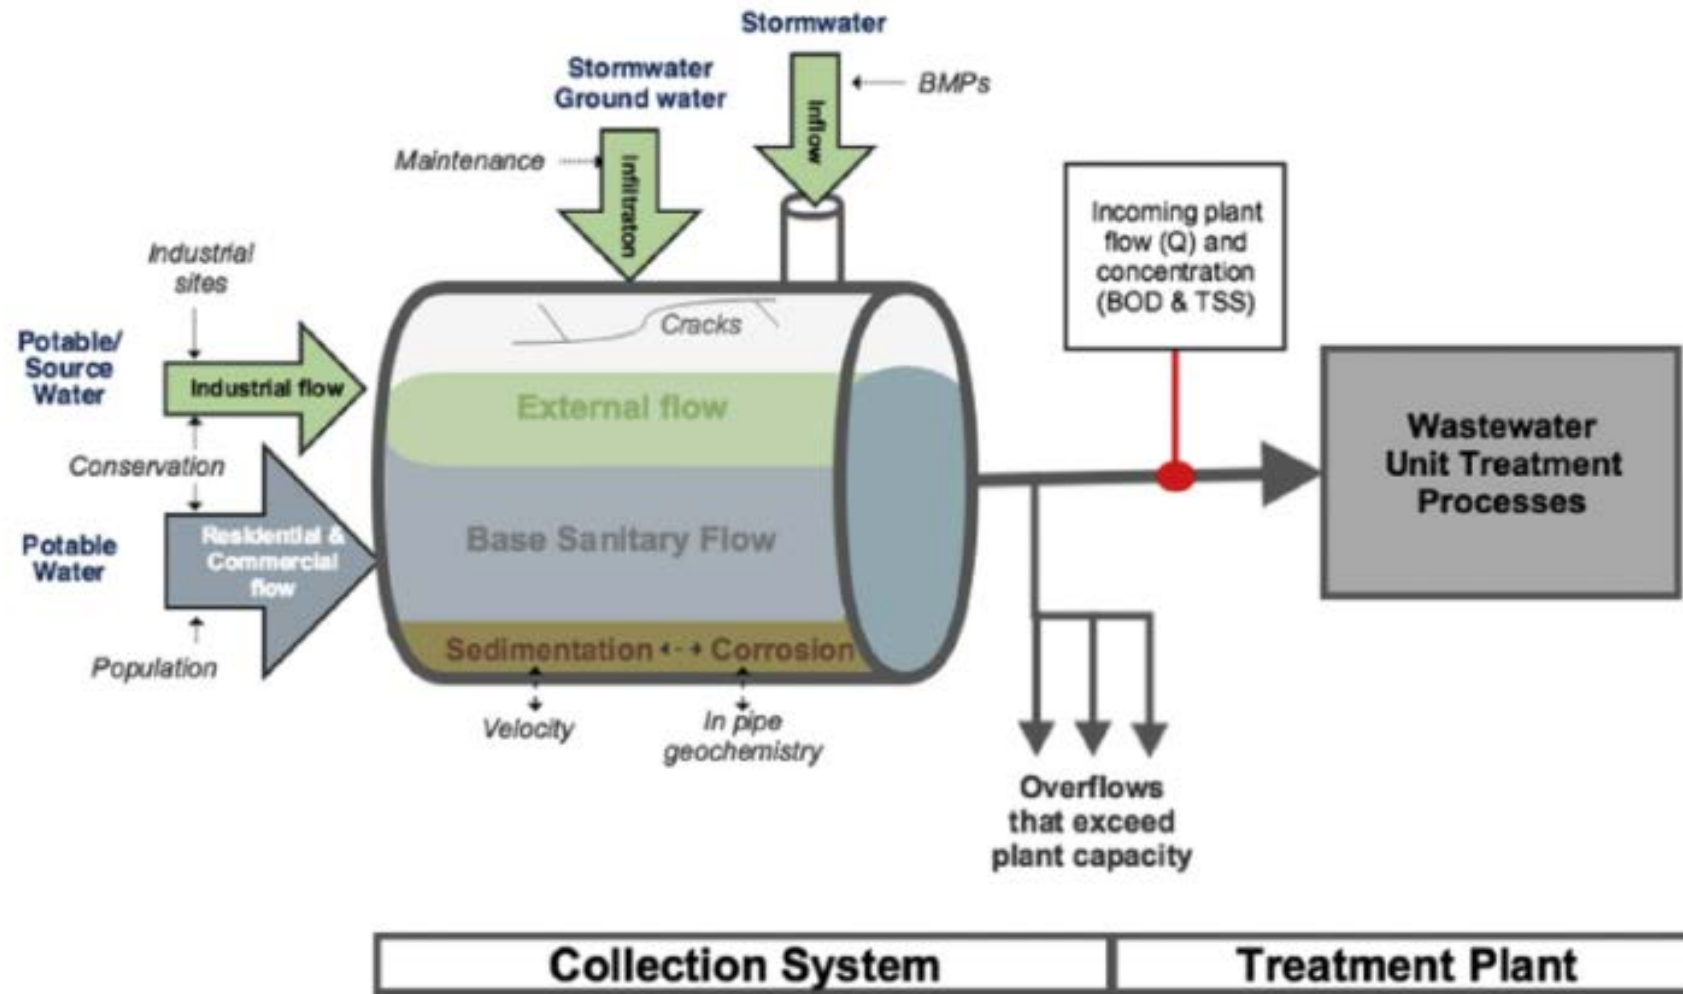 Stormwater
BMPs
Inflow
Stormwater
Ground water
Maintenance
Infiltraton
Industrial
sites
Potable/
Source
Water
Industrial flow
Conservation
Potable
Water
Residential &
Commercial
flow
Population
Cracks
External flow
Base Sanitary Flow
Sedimentation
Corrosion
Velocity
In pipe
geochemistry
Incoming plant
flow (Q) and
concentration
(BOD & TSS)
Wastewater
Unit Treatment
Processes
Overflows
that exceed
plant capacity
Collection System
Treatment Plant